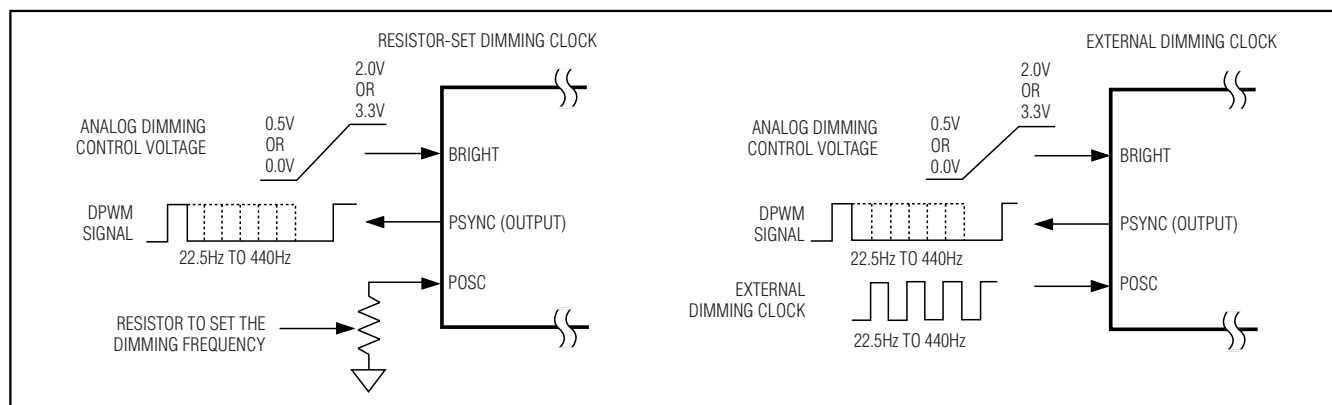 RESISTOR-SET DIMMING CLOCK
2.0V
OR
3.3V
0.5V
OR
0.0V
ANALOG DIMMING
CONTROL VOLTAGE
BRIGHT
DPWM
SIGNAL
PSYNC (OUTPUT)
22.5Hz TO 440Hz
POSC
RESISTOR TO SET THE
DIMMING FREQUENCY
EXTERNAL DIMMING CLOCK
2.0V
OR
3.3V
0.5V
OR
0.0V
ANALOG DIMMING
CONTROL VOLTAGE
BRIGHT
DPWM
SIGNAL
PSYNC (OUTPUT)
22.5Hz TO 440Hz
EXTERNAL
DIMMING CLOCK
POSC
22.5Hz TO 440Hz